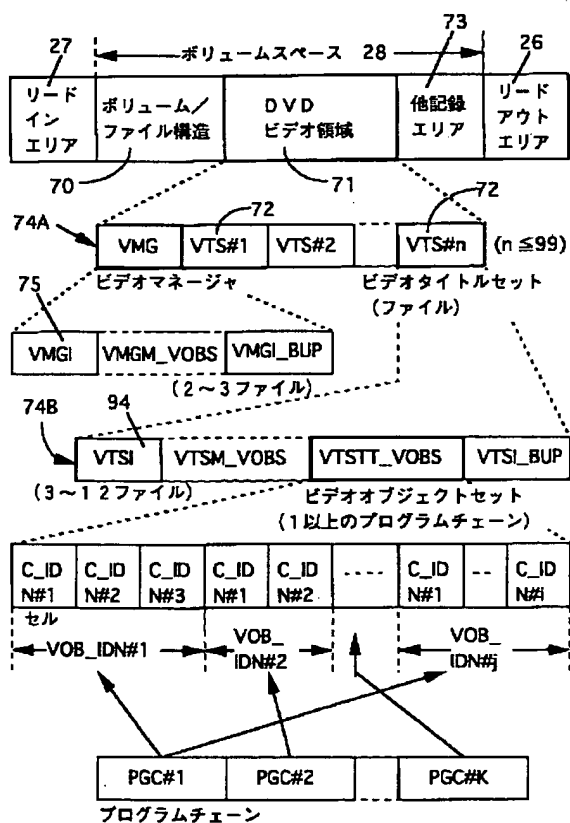 73
27
ボリュームスペース 28
26
リード
イン
エリア
ボリューム/
ファイル構造
DVD
ビデオ領域
他記録
エリア
リード
アウト
エリア
70
71
72
72
74A
VMG
VTS#1
VTS#2
VTS#n
(n≦99)
75
ビデオマネージャ
ビデオタイトルセット
(ファイル)
VMGI
VMGM_VOBS
VMGI_BUP
(2〜3ファイル)
94
74B
VTSI
VTSM_VOBS
VTSTT_VOBS
VTSI_BUP
(3〜12ファイル)
ビデオオブジェクトセット
(1以上のプログラムチェーン)
C_ID
N#1
C_ID
N#2
C_ID
N#3
C_ID
N#1
C_ID
N#2
C_ID
N#1
C_ID
N#i
セル
VOB_IDN#1
VOB_
IDN#2
VOB_
IDN#j
PGC#1
PGC#2
PGC#K
プログラムチェーン